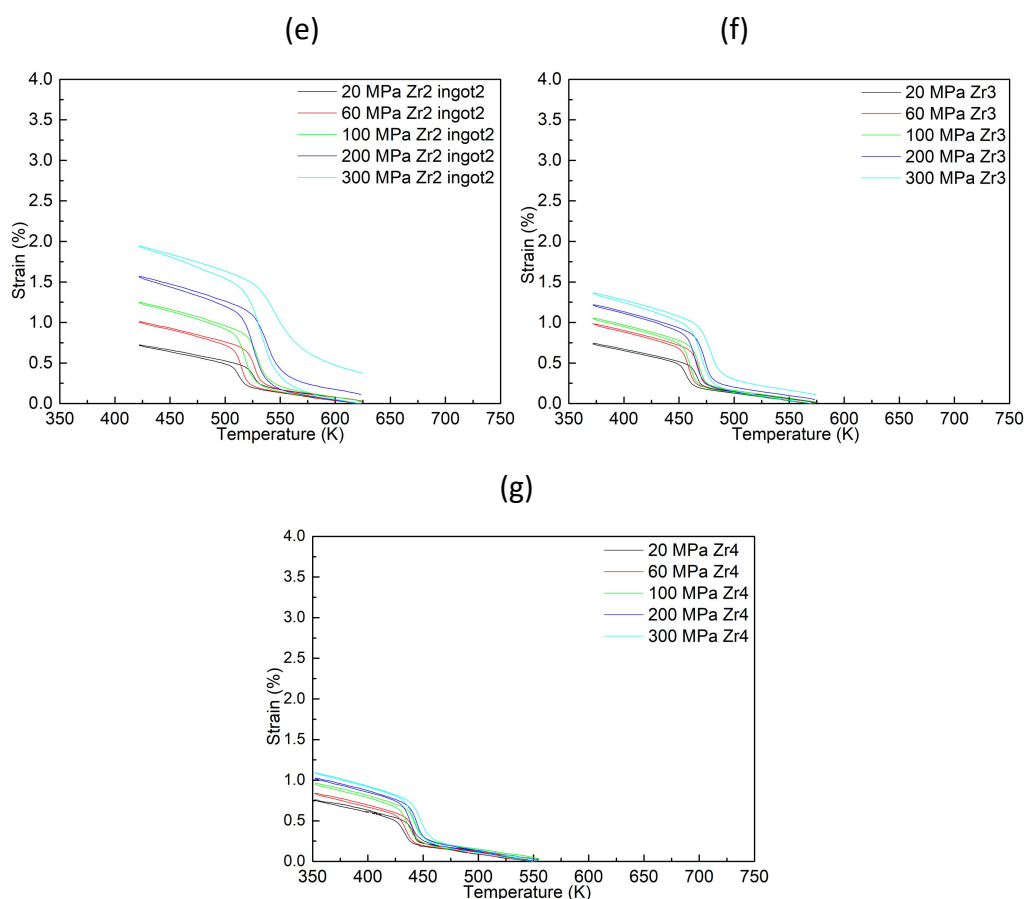 (e)
(f)
4.0
3.5
3.0
2.5
2.0
1.5
1.0
0.5
0.0
Strain (%)
20 MPa Zr2 ingot2
60 MPa Zr2 ingot2
100 MPa Zr2 ingot2
200 MPa Zr2 ingot2
300 MPa Zr2 ingot2
350 400 450 500 550 600 650 700 750
Temperature (K)
4.0
3.5
3.0
2.5
2.0
1.5
1.0
0.5
0.0
Strain (%)
20 MPa Zr3
60 MPa Zr3
100 MPa Zr3
200 MPa Zr3
300 MPa Zr3
350 400 450 500 550 600 650 700 750
Temperature (K)
(g)
4.0
3.5
3.0
2.5
2.0
1.5
1.0
0.5
0.0
Strain (%)
20 MPa Zr4
60 MPa Zr4
100 MPa Zr4
200 MPa Zr4
300 MPa Zr4
350 400 450 500 550 600 650 700 750
Temperature (K)